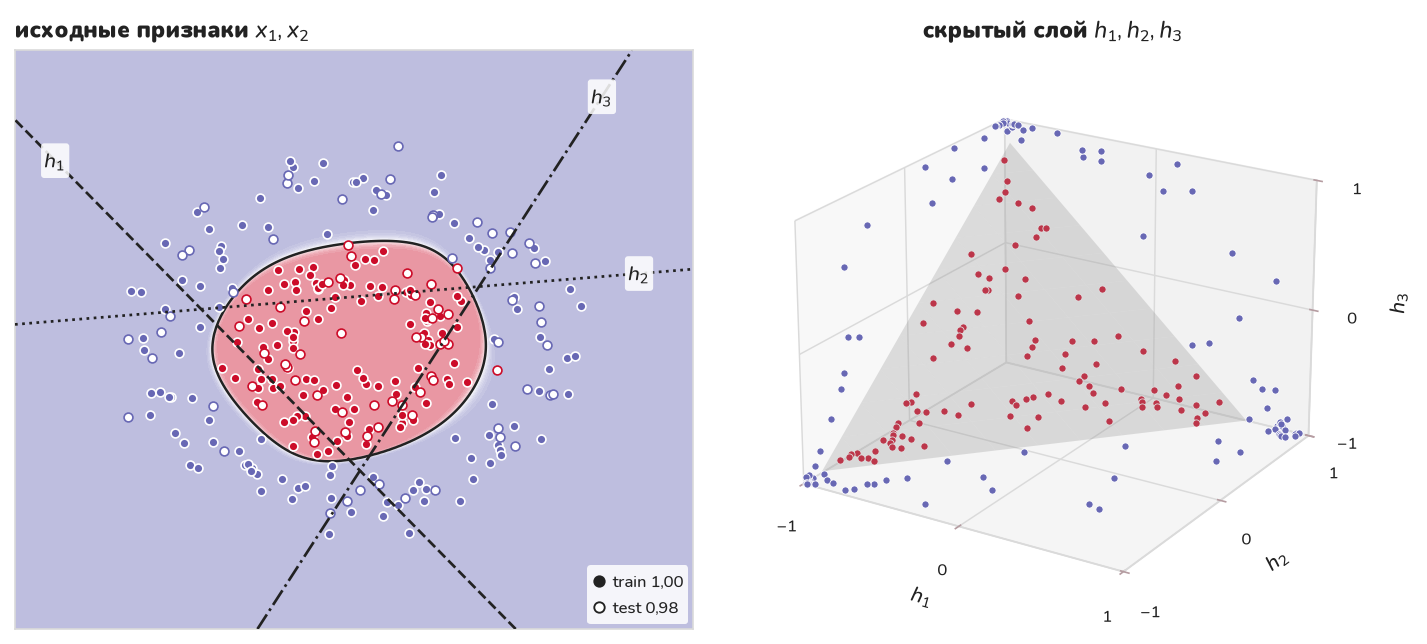 исходные признаки x₁, x₂
h₁
h₂
h₃
train 1,00
test 0,98
скрытый слой h₁, h₂, h₃
1
0
−1
h₃
1
0
−1
h₂
−1
0
1
h₁